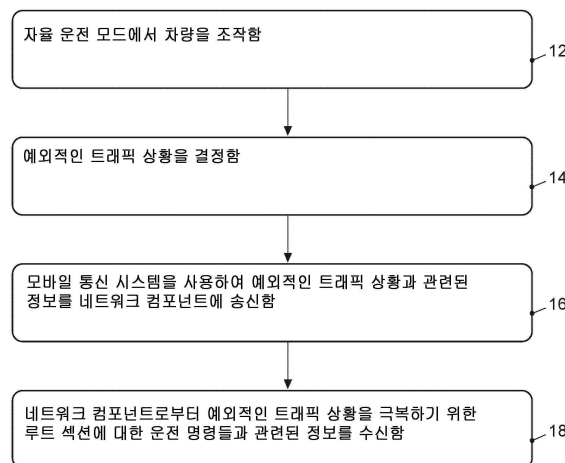 자율 운전 모드에서 차량을 조작함
12
예외적인 트래픽 상황을 결정함
14
모바일 통신 시스템을 사용하여 예외적인 트래픽 상황과 관련된
정보를 네트워크 컴포넌트에 송신함
16
네트워크 컴포넌트로부터 예외적인 트래픽 상황을 극복하기 위한
루트 섹션에 대한 운전 명령들과 관련된 정보를 수신함
18